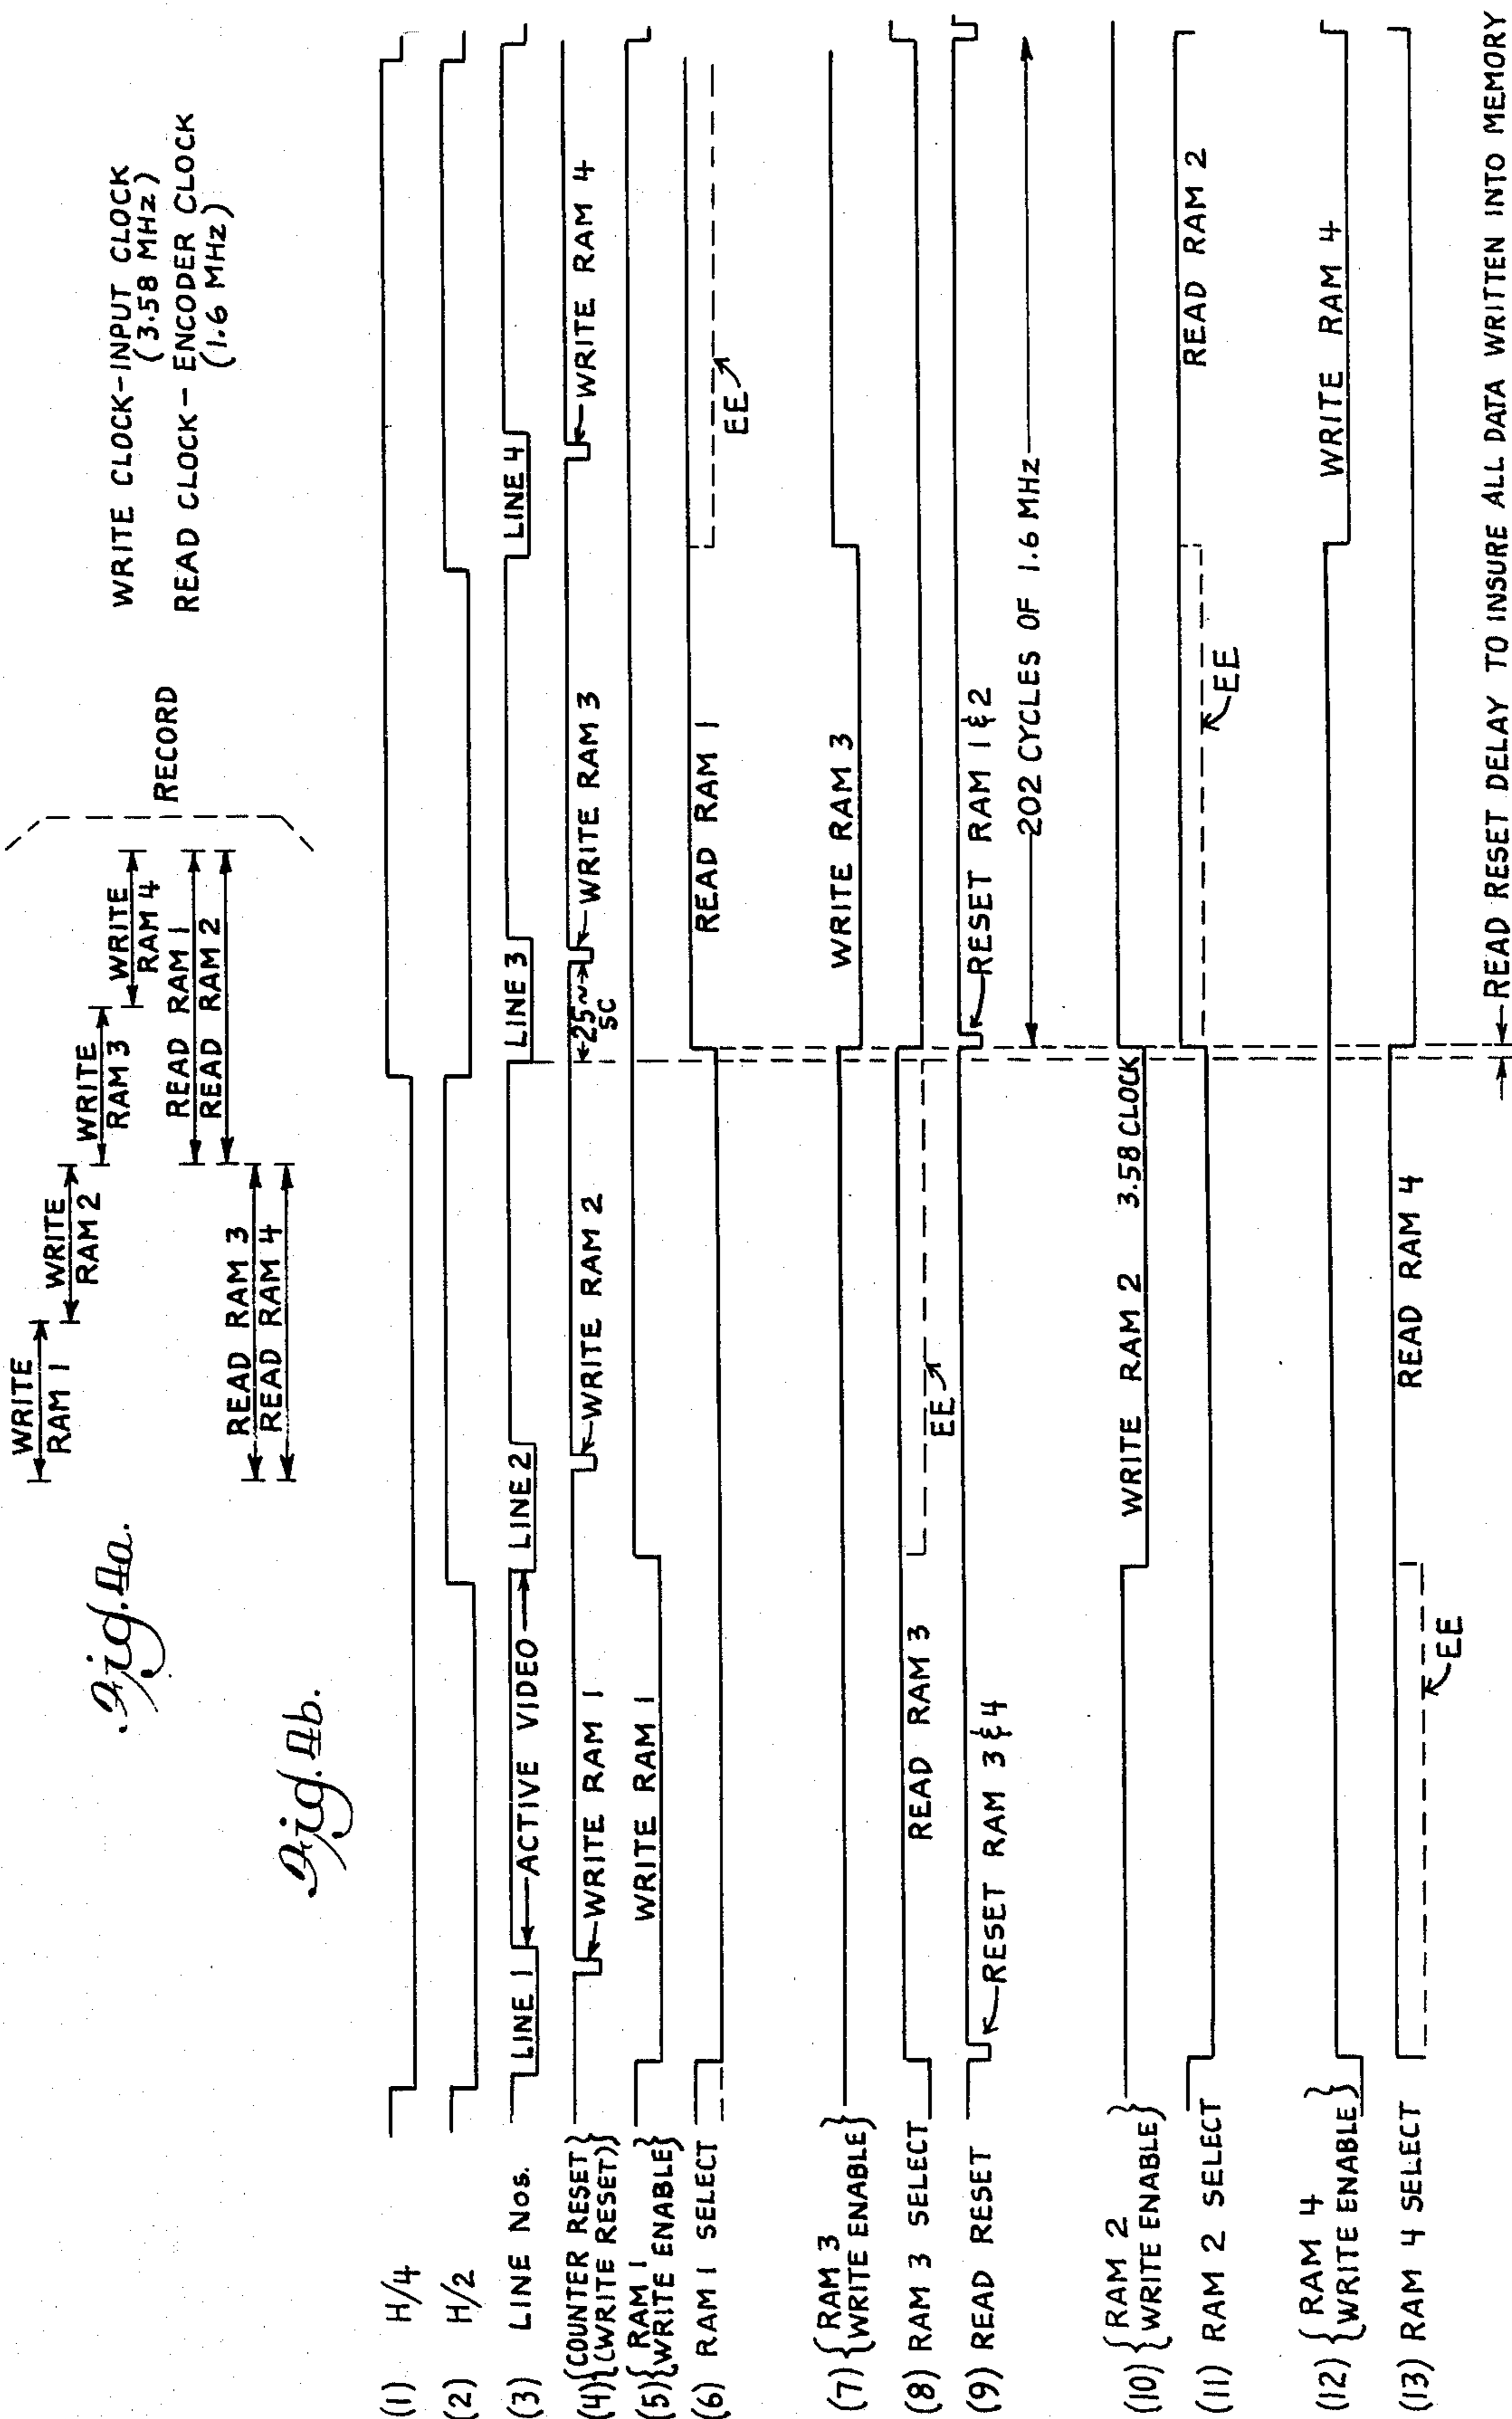 Fig. 4a.
WRITE
RAM 1
WRITE
RAM 2
WRITE
RAM 3
WRITE
RAM 4
READ RAM 1
READ RAM 2
READ RAM 3
READ RAM 4
RECORD
WRITE CLOCK-INPUT CLOCK
(3.58 MHz)
READ CLOCK-ENCODER CLOCK
(1.6 MHz)
Fig. 4b.
(1) H/4
(2) H/2
(3) LINE NOS.
LINE 1
ACTIVE VIDEO
LINE 2
LINE 3
LINE 4
(4) {COUNTER RESET}
{(WRITE RESET)}
WRITE RAM 1
WRITE RAM 2
25~
SC
WRITE RAM 3
WRITE RAM 4
(5) {RAM 1
WRITE ENABLE}
WRITE RAM 1
(6) RAM 1 SELECT
READ RAM 1
EE
(7) {RAM 3
WRITE ENABLE}
WRITE RAM 3
(8) RAM 3 SELECT
READ RAM 3
EE
(9) READ RESET
RESET RAM 3 & 4
RESET RAM 1 & 2
202 CYCLES OF 1.6 MHz
(10) {RAM 2
WRITE ENABLE}
WRITE RAM 2 3.58 CLOCK
(11) RAM 2 SELECT
EE
READ RAM 2
(12) {RAM 4
WRITE ENABLE}
WRITE RAM 4
(13) RAM 4 SELECT
EE
READ RAM 4
READ RESET DELAY TO INSURE ALL DATA WRITTEN INTO MEMORY